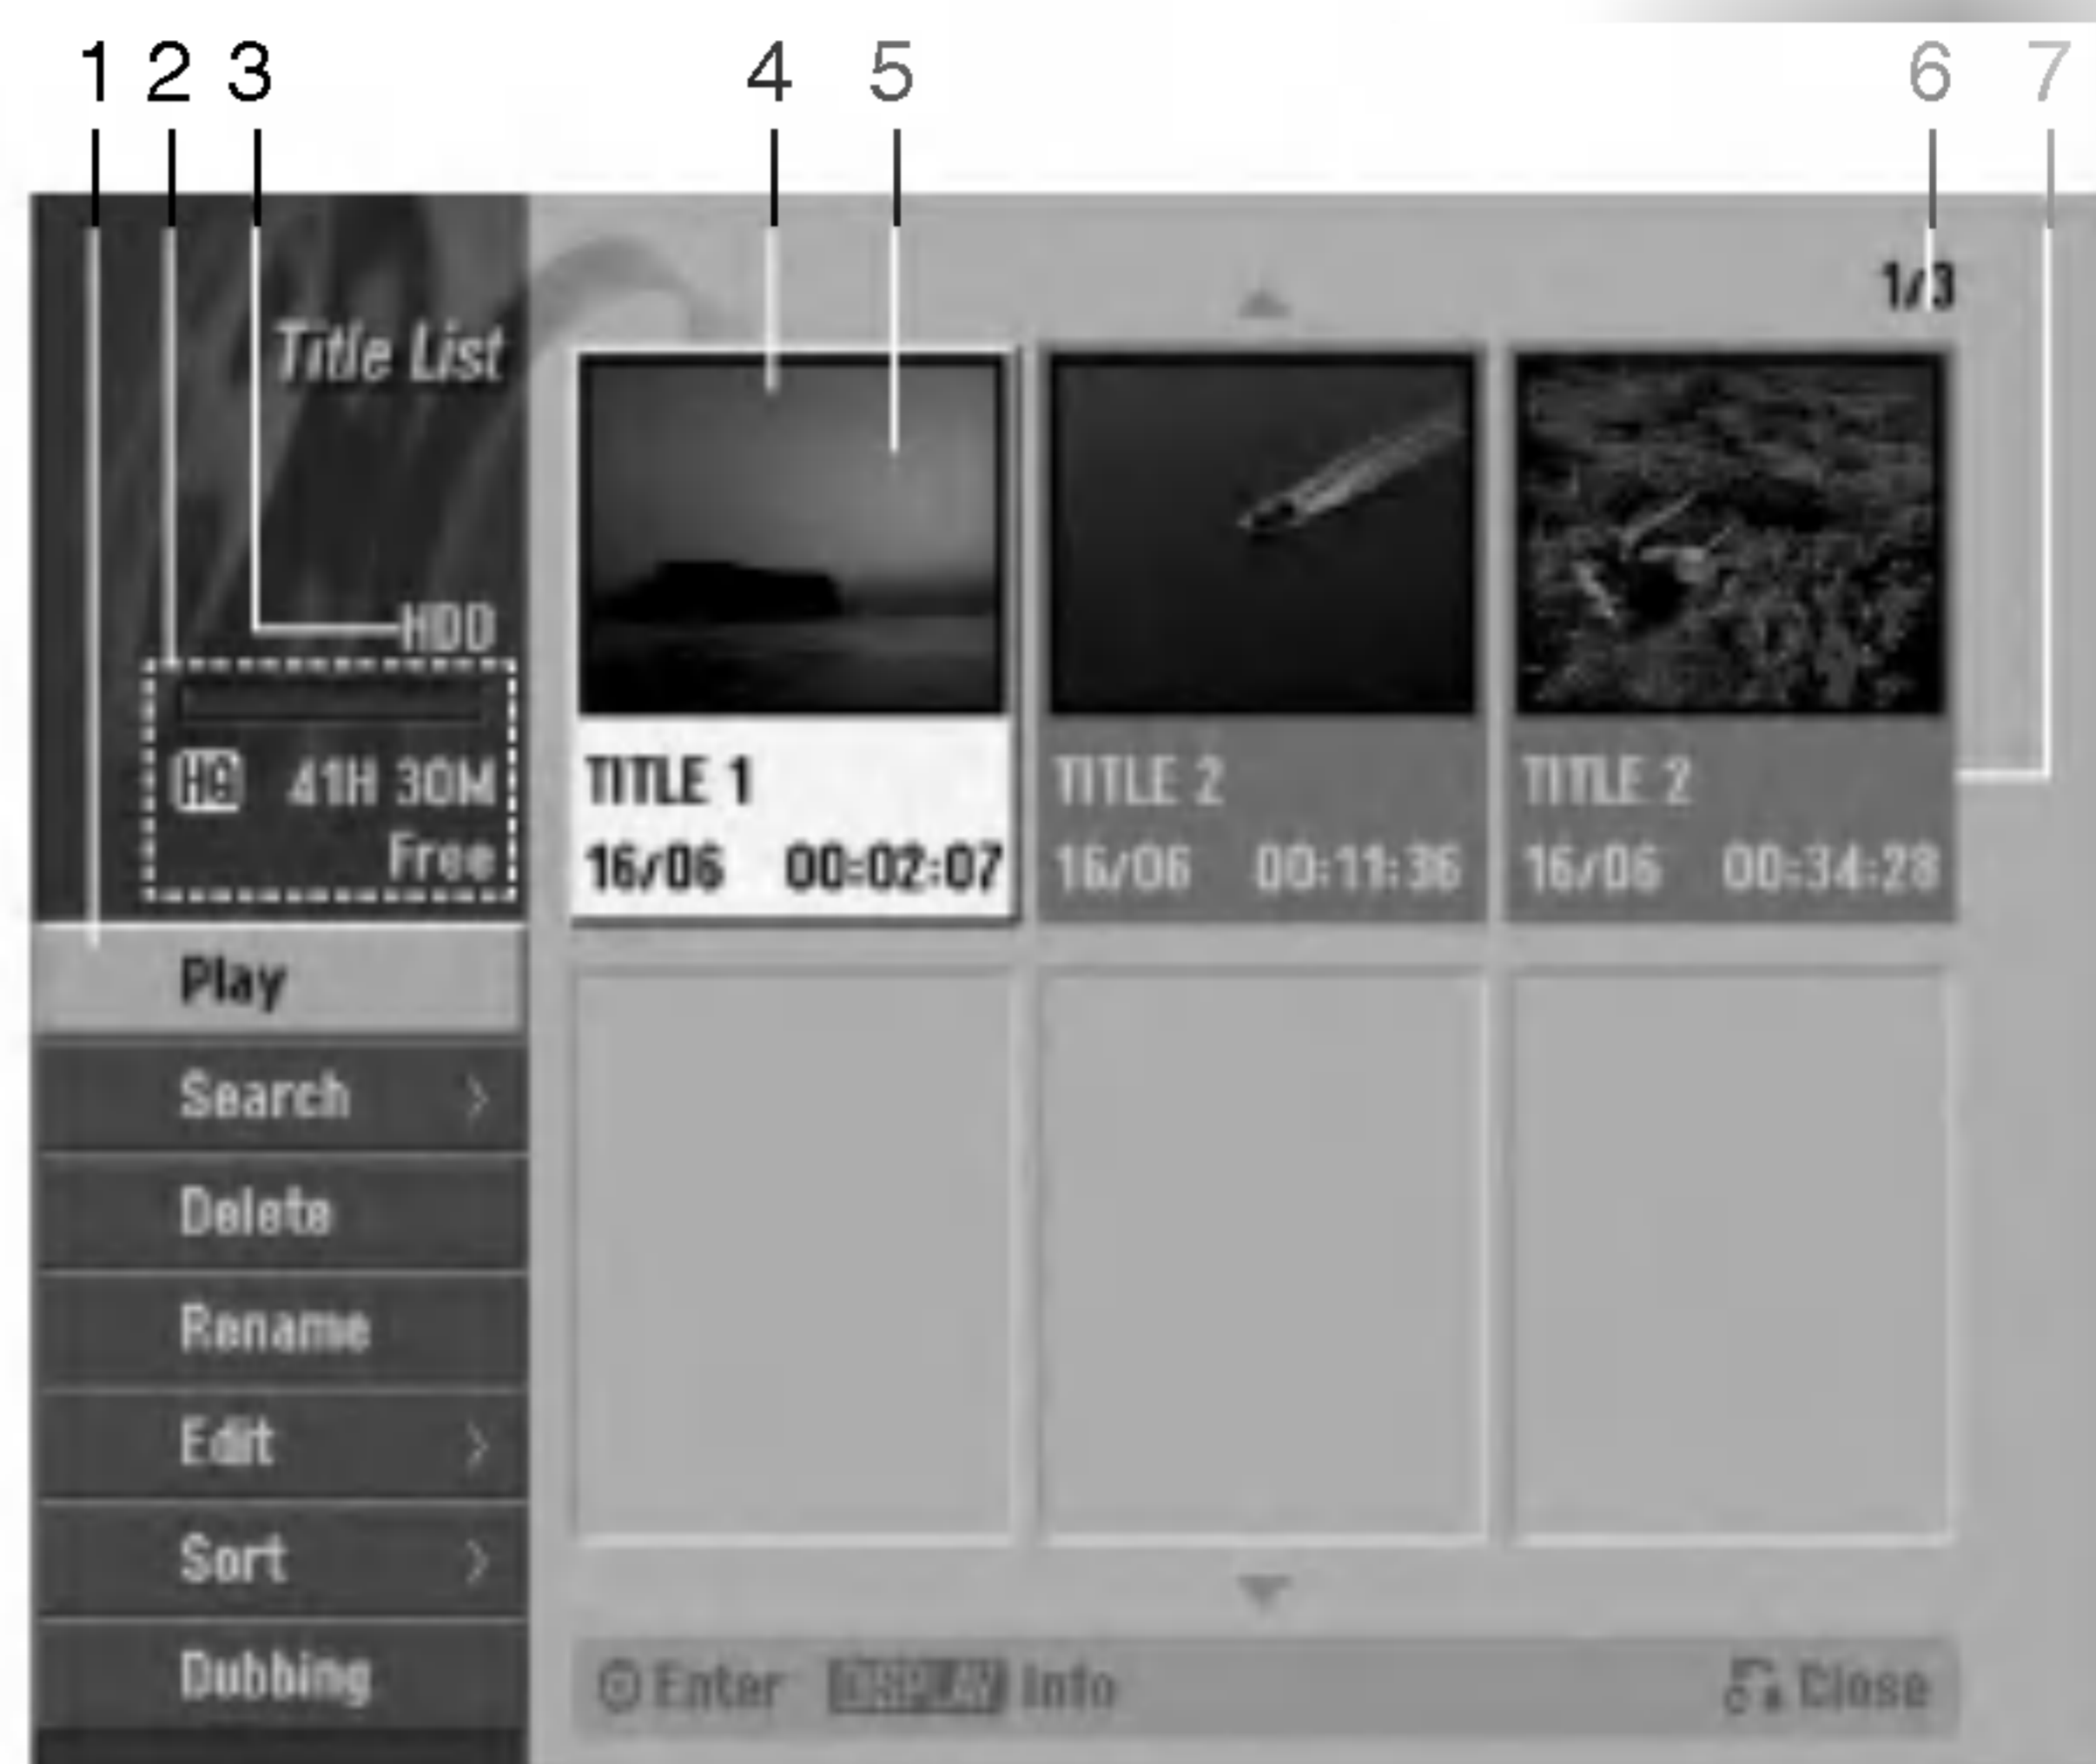 1 2 3 4 5 6 7
1/3
Title List
HDD
HQ 41H 30M
Free
TITLE 1
16/06 00:02:07
TITLE 2
16/06 00:11:36
TITLE 2
16/06 00:34:28
Play
Search >
Delete
Rename
Edit >
Sort >
Dubbing
Enter DISPLAY Info Close